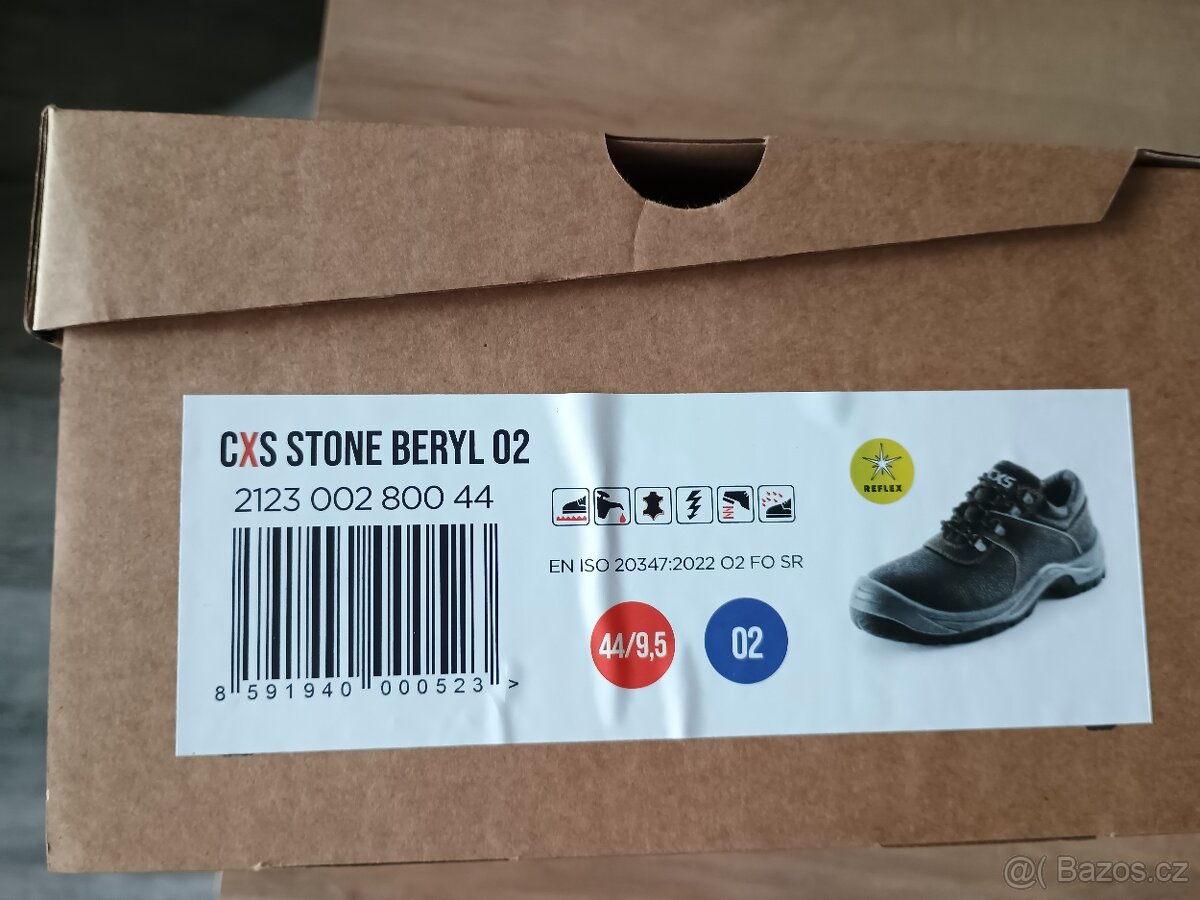 CXS STONE BERYL O2
2123 002 800 44
8 591940 000523 >
EN ISO 20347:2022 O2 FO SR
44/9,5
O2
REFLEX
CXS
@( Bazos.cz